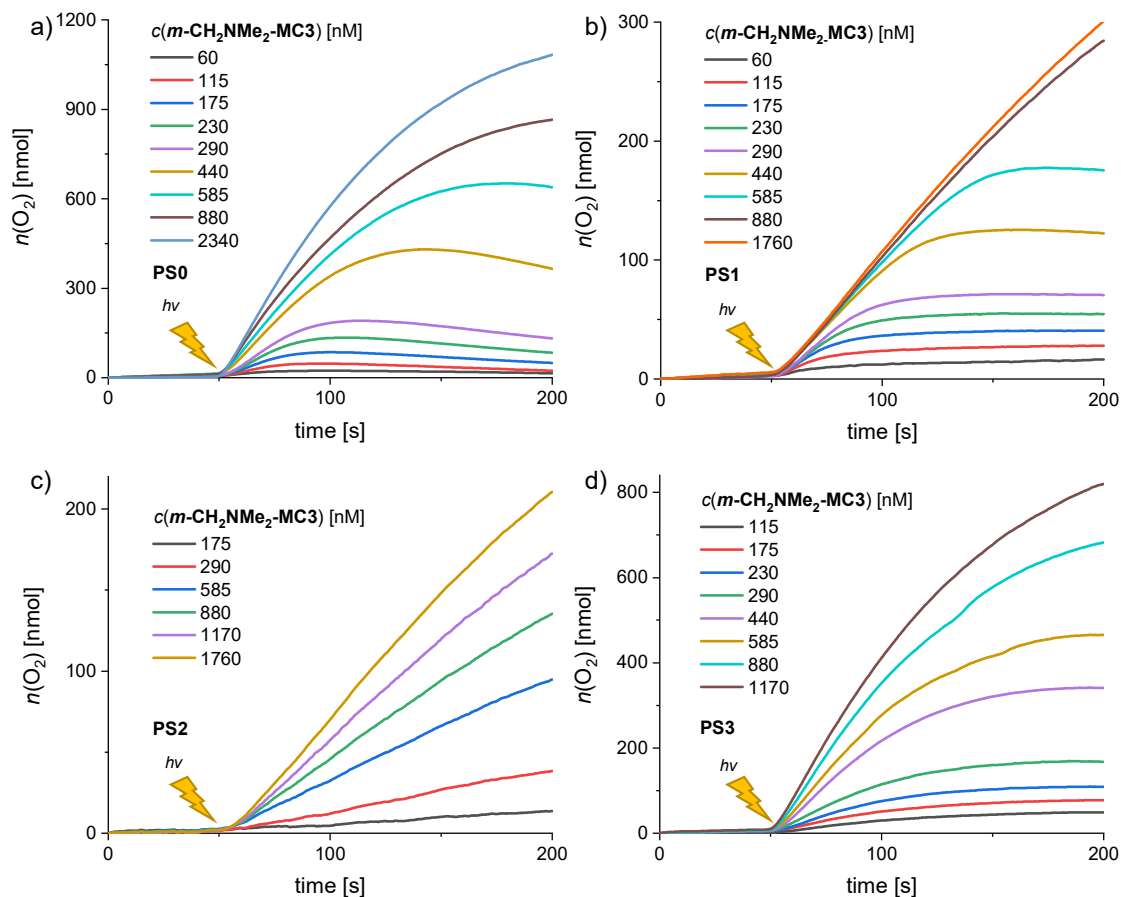 a)
c(m-CH₂NMe₂-MC3) [nM]
60
115
175
230
290
440
585
880
2340
PS0
hv
n(O₂) [nmol]
0
300
600
900
1200
0
100
200
time [s]
b)
c(m-CH₂NMe₂-MC3) [nM]
60
115
175
230
290
440
585
880
1760
PS1
hv
n(O₂) [nmol]
0
100
200
300
0
100
200
time [s]
c)
c(m-CH₂NMe₂-MC3) [nM]
175
290
585
880
1170
1760
PS2
hv
n(O₂) [nmol]
0
100
200
0
100
200
time [s]
d)
c(m-CH₂NMe₂-MC3) [nM]
115
175
230
290
440
585
880
1170
PS3
hv
n(O₂) [nmol]
0
200
400
600
800
0
100
200
time [s]